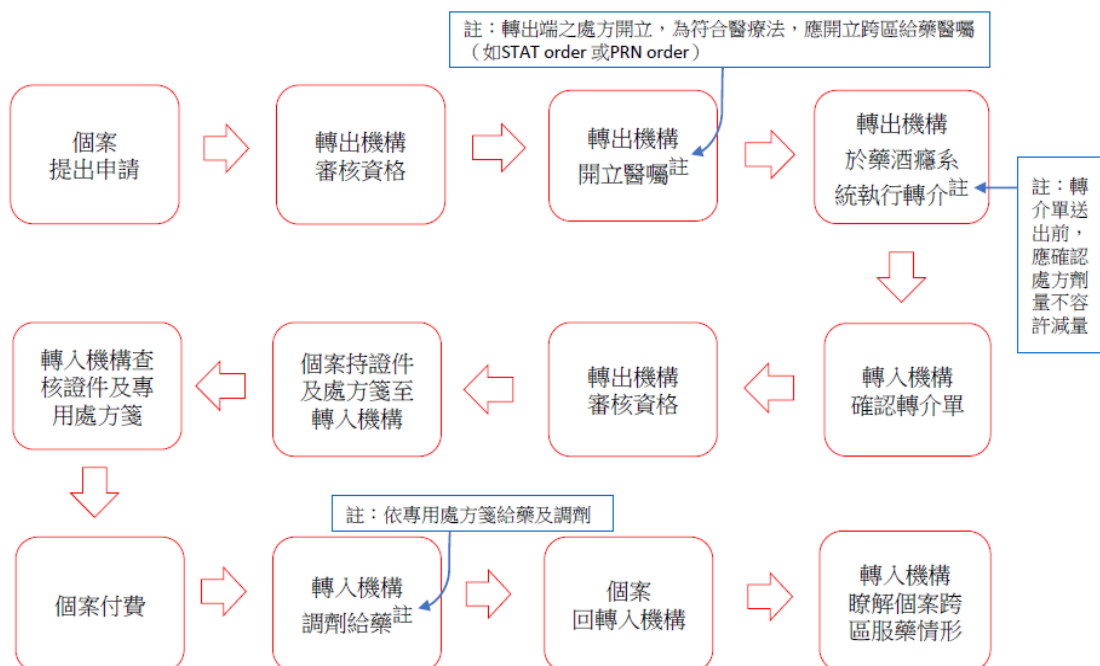 註：轉出端之處方開立，為符合醫療法，應開立跨區給藥醫囑
（如STAT order 或PRN order）
個案
提出申請
轉出機構
審核資格
轉出機構
開立醫囑註
轉出機構
於藥酒癮系
統執行轉介註
註：轉
介單送
出前，
應確認
處方劑
量不容
許減量
轉入機構
確認轉介單
轉出機構
審核資格
個案持證件
及處方箋至
轉入機構
轉入機構查
核證件及專
用處方箋
個案付費
註：依專用處方箋給藥及調劑
轉入機構
調劑給藥註
個案
回轉入機構
轉入機構
瞭解個案跨
區服藥情形